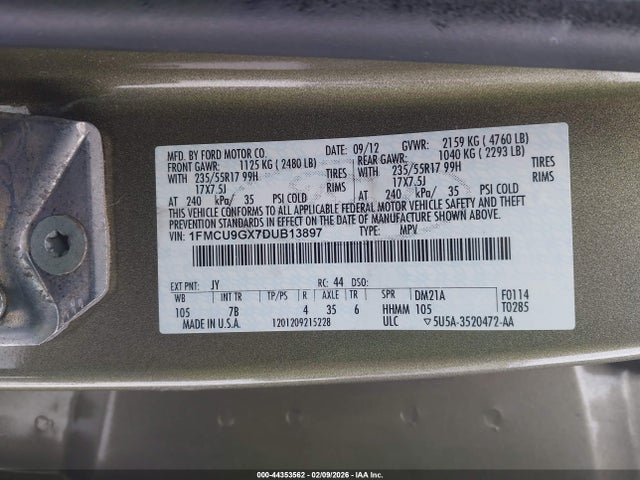 MFD. BY FORD MOTOR CO. DATE: 09/12 GVWR: 2159 KG ( 4760 LB)
FRONT GAWR: 1125 KG ( 2480 LB) REAR GAWR: 1040 KG ( 2293 LB)
WITH 235/55R17 99H TIRES WITH 235/55R17 99H TIRES
17X7.5J RIMS 17X7.5J RIMS
AT 240 kPa/ 35 PSI COLD AT 240 kPa/ 35 PSI COLD
THIS VEHICLE CONFORMS TO ALL APPLICABLE FEDERAL MOTOR VEHICLE SAFETY AND THEFT
PREVENTION STANDARDS IN EFFECT ON THE DATE OF MANUFACTURE SHOWN ABOVE.
VIN: 1FMCU9GX7DUB13897 TYPE: MPV
EXT PNT: JY RC: 44 DSO:
WB INT TR TP/PS R AXLE TR SPR DM21A F0114
105 7B 4 35 6 HHMM 105 T0285
MADE IN U.S.A. 1201209215228 ULC ▽5U5A-3520472-AA
000-44353562 - 02/09/2026 - IAAI.COM